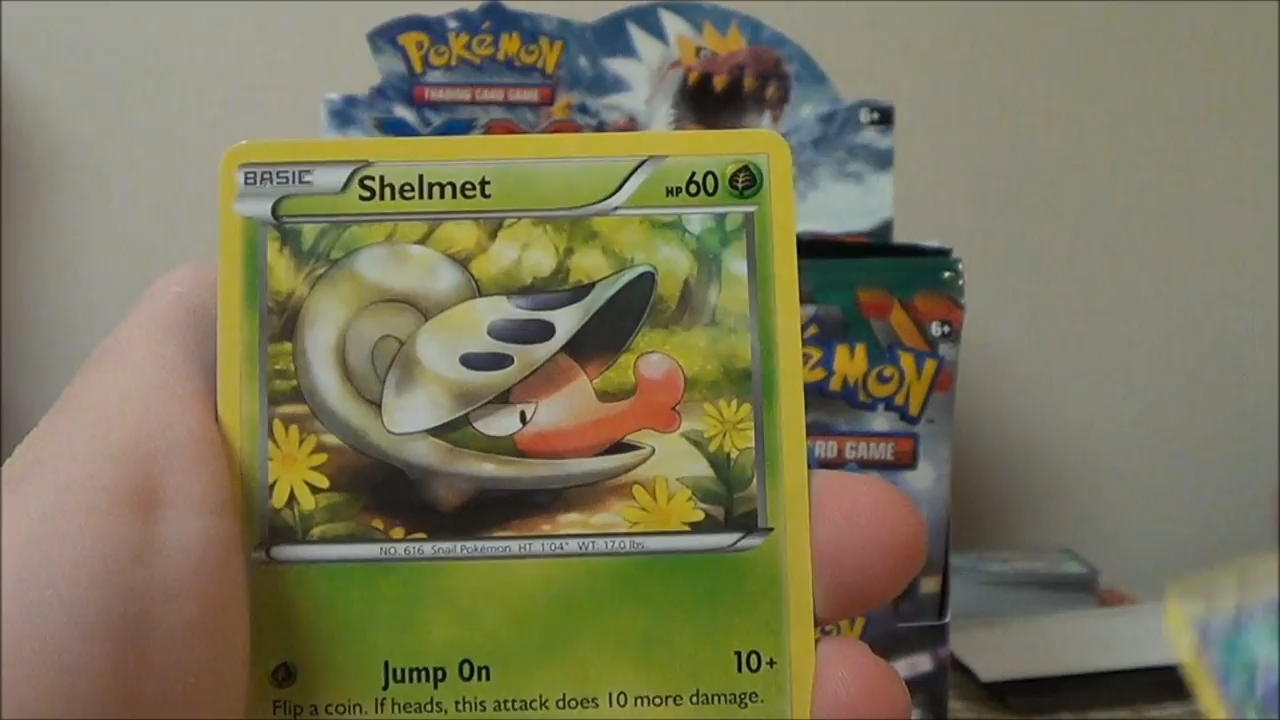 POKéMON
TRADING CARD GAME
6+
BASIC
Shelmet
HP60
6+
éMON
RD GAME
NO. 616 Snail Pokémon HT: 1'04" WT: 17.0 lbs.
Jump On
10+
Flip a coin. If heads, this attack does 10 more damage.